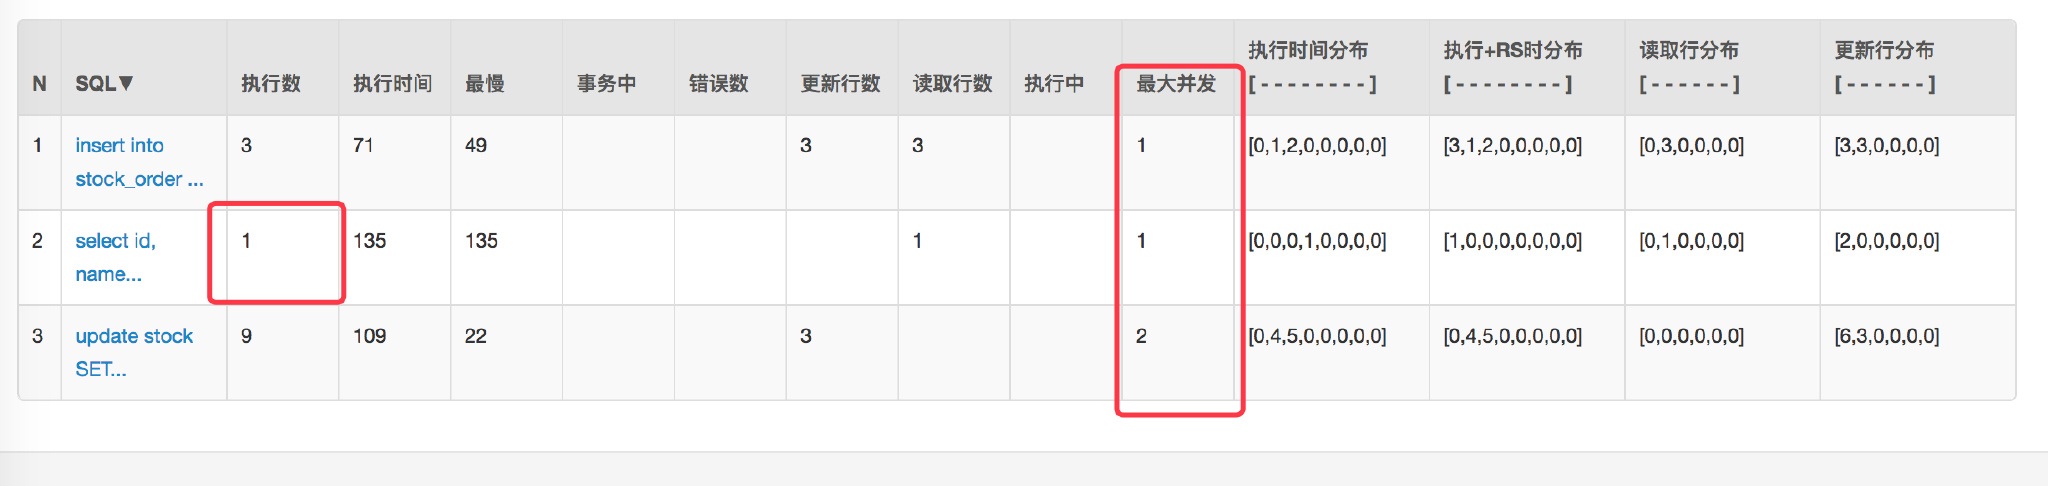 N SQL▼ 执行数 执行时间 最慢 事务中 错误数 更新行数 读取行数 执行中 最大并发 执行时间分布 [--------] 执行+RS时分布 [--------] 读取行分布 [------] 更新行分布 [------]
1 insert into stock_order ... 3 71 49 3 3 1 [0,1,2,0,0,0,0,0] [3,1,2,0,0,0,0,0] [0,3,0,0,0,0] [3,3,0,0,0,0]
2 select id, name... 1 135 135 1 1 [0,0,0,1,0,0,0,0] [1,0,0,0,0,0,0,0] [0,1,0,0,0,0] [2,0,0,0,0,0]
3 update stock SET... 9 109 22 3 2 [0,4,5,0,0,0,0,0] [0,4,5,0,0,0,0,0] [0,0,0,0,0,0] [6,3,0,0,0,0]